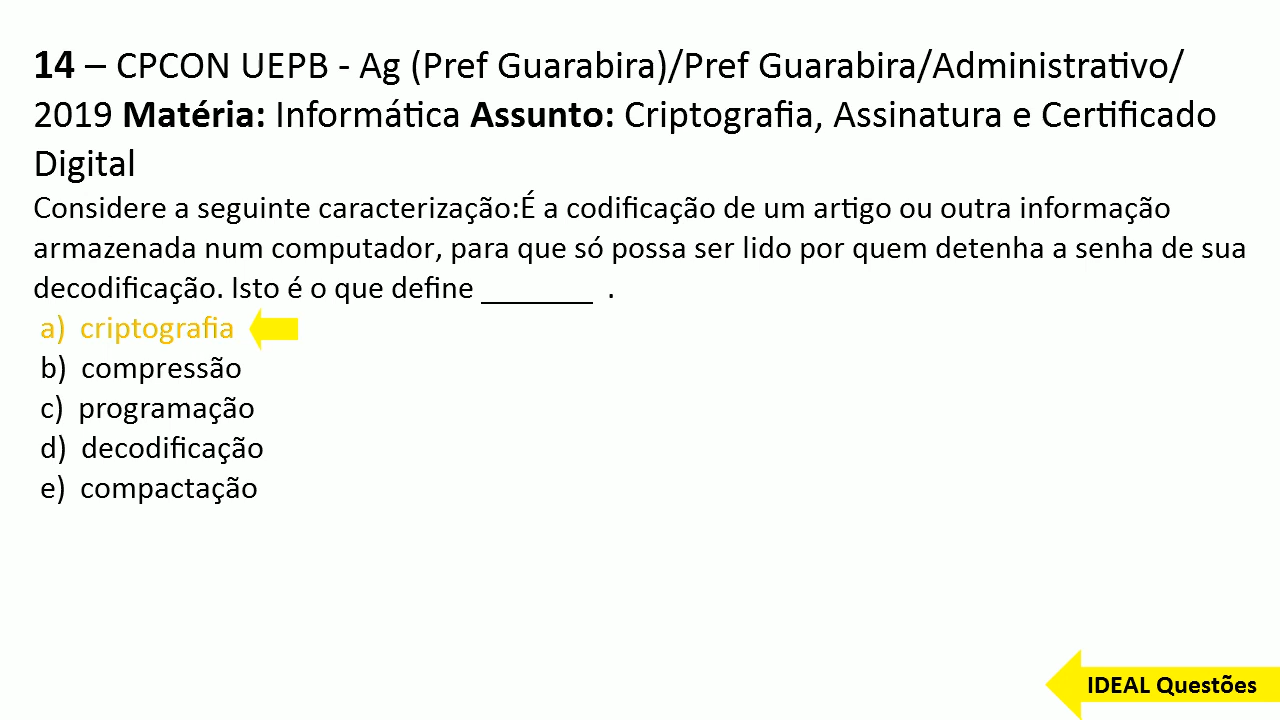 14 – CPCON UEPB - Ag (Pref Guarabira)/Pref Guarabira/Administrativo/
2019 Matéria: Informática Assunto: Criptografia, Assinatura e Certificado
Digital
Considere a seguinte caracterização:É a codificação de um artigo ou outra informação
armazenada num computador, para que só possa ser lido por quem detenha a senha de sua
decodificação. Isto é o que define _______ .
a) criptografia
b) compressão
c) programação
d) decodificação
e) compactação
IDEAL Questões